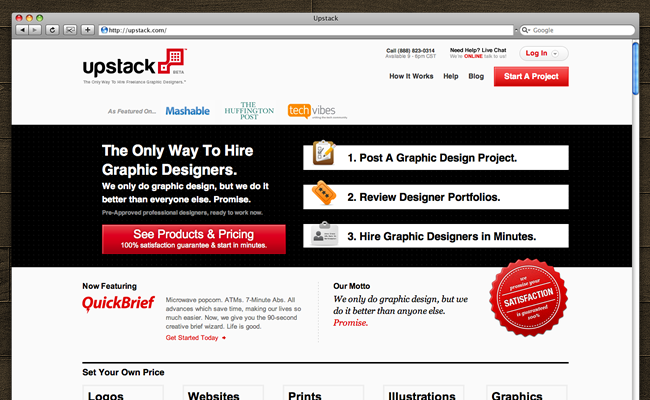 Upstack
http://upstack.com/
Google
upstack
BETA
The Only Way To Hire Freelance Graphic Designers.™
Call (888) 823-0314
Available 9 - 6pm CST
Need Help? Live Chat
We're ONLINE talk to us!
Log In
How It Works
Help
Blog
Start A Project
As Featured On...
Mashable
THE
HUFFINGTON
POST
techvibes
The Only Way To Hire
Graphic Designers.
We only do graphic design, but we do it
better than everyone else. Promise.
Pre-Approved professional designers, ready to work now.
See Products & Pricing
100% satisfaction guarantee & start in minutes.
1. Post A Graphic Design Project.
2. Review Designer Portfolios.
3. Hire Graphic Designers in Minutes.
Now Featuring
QuickBrief
Microwave popcorn. ATMs. 7-Minute Abs. All
advances which save time, making our lives so
much easier. Now, we give you the 90-second
creative brief wizard. Life is good.
Get Started Today
Our Motto
We only do graphic design, but we
do it better than anyone else.
Promise.
we
promise your
SATISFACTION
is guaranteed
100%
Set Your Own Price
Logos
Websites
Prints
Illustrations
Graphics